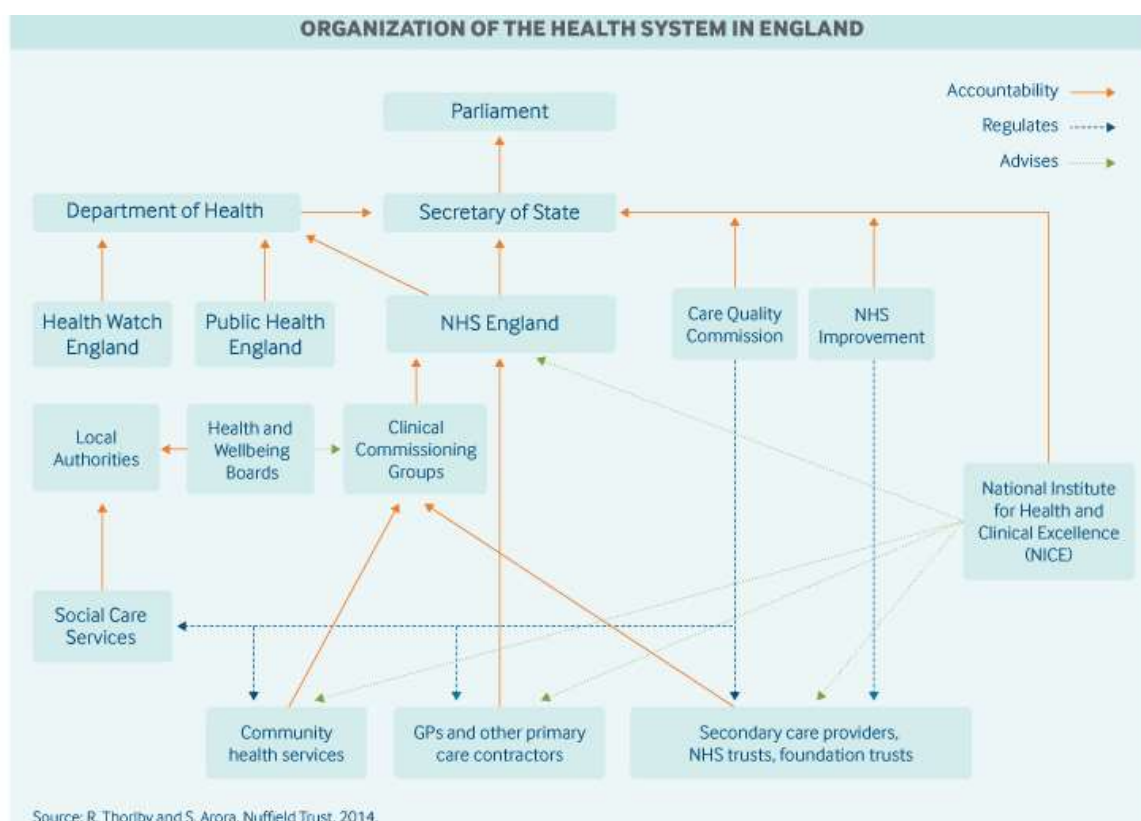 ORGANIZATION OF THE HEALTH SYSTEM IN ENGLAND
Accountability
Regulates
Advises
Parliament
Department of Health
Secretary of State
Health Watch
England
Public Health
England
NHS England
Care Quality
Commission
NHS
Improvement
Local
Authorities
Health and
Wellbeing
Boards
Clinical
Commissioning
Groups
National Institute
for Health and
Clinical Excellence
(NICE)
Social Care
Services
Community
health services
GPs and other primary
care contractors
Secondary care providers,
NHS trusts, foundation trusts
Source: R. Thorlby and S. Arora, Nuffield Trust, 2014.